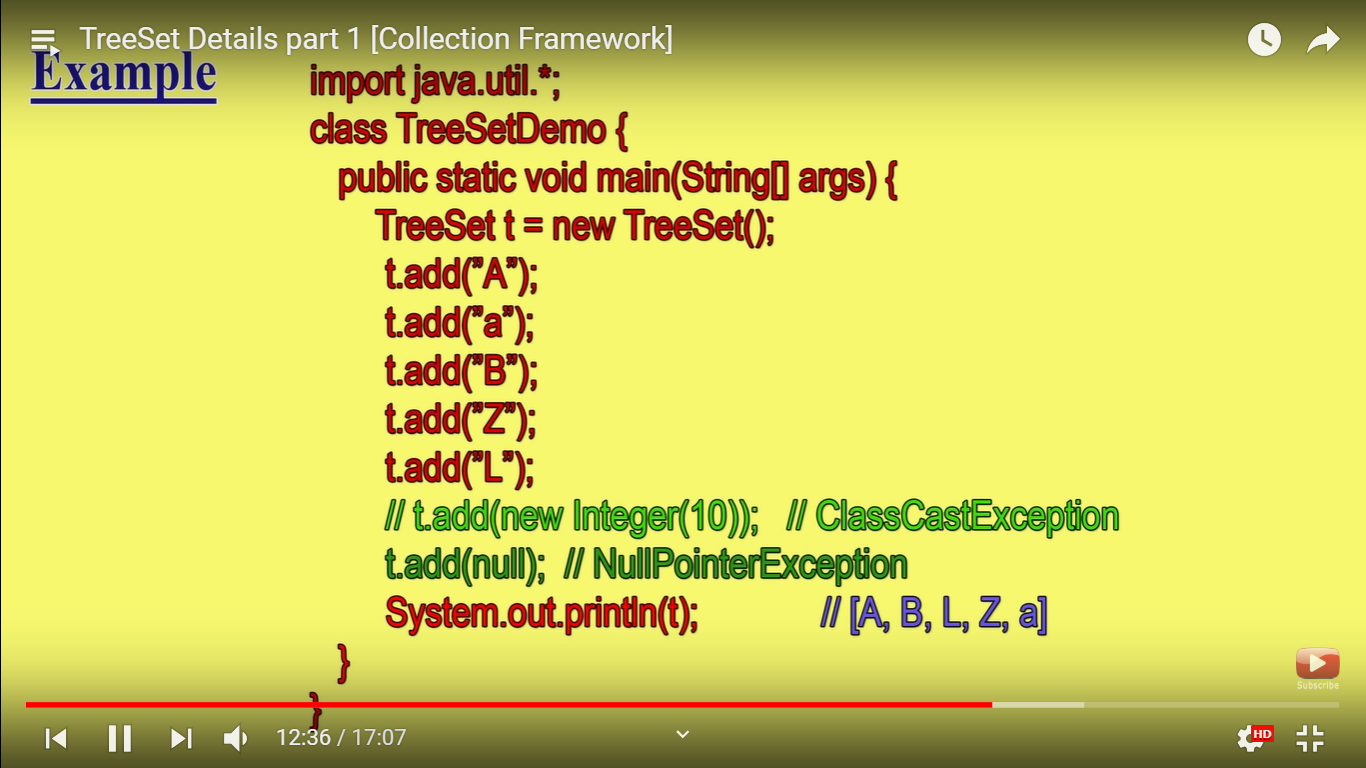 TreeSet Details part 1 [Collection Framework]
Example
import java.util.*;
class TreeSetDemo {
public static void main(String[] args) {
TreeSet t = new TreeSet();
t.add(”A”);
t.add(”a”);
t.add(”B”);
t.add(”Z”);
t.add(”L”);
// t.add(new Integer(10)); // ClassCastException
t.add(null); // NullPointerException
System.out.println(t); // [A, B, L, Z, a]
}
}
Subscribe
12:36 / 17:07
HD